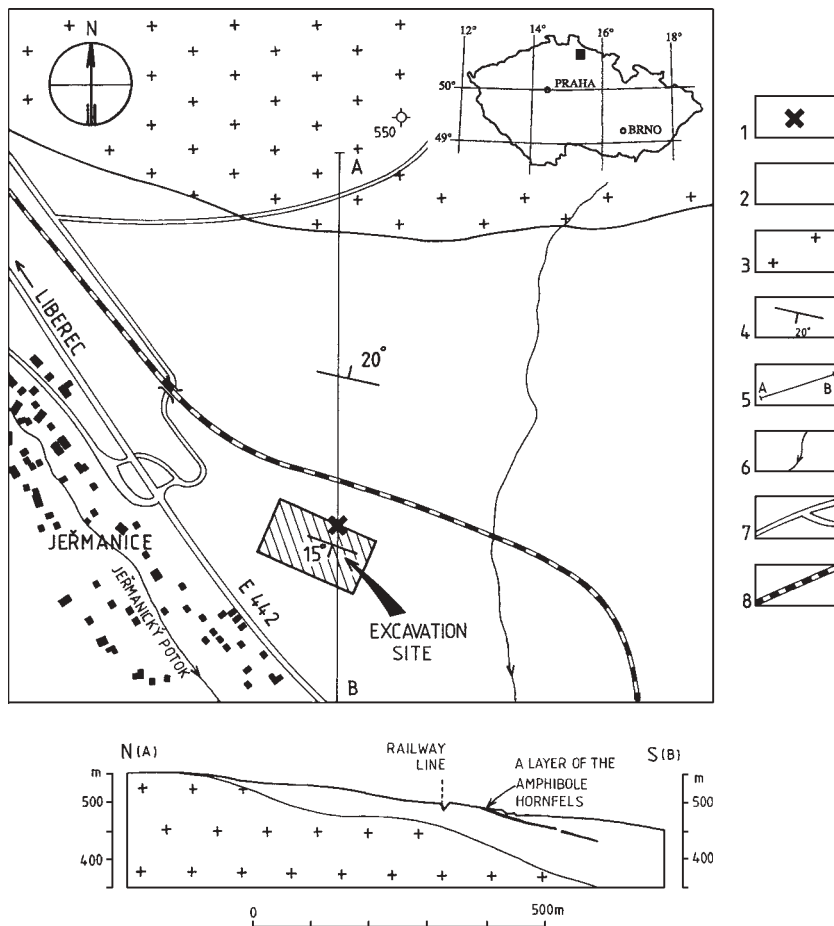 N
12°
14°
16°
18°
50°
49°
PRAHA
BRNO
550
A
LIBEREC
20°
15°
JEŘMANICE
JEŘMANICKÝ POTOK
E 442
EXCAVATION
SITE
B
1
2
3
4
20°
5
A
B
6
7
8
N (A)
S (B)
m
500
400
RAILWAY
LINE
A LAYER OF THE
AMPHIBOLE
HORNFELS
m
500
400
0
500m